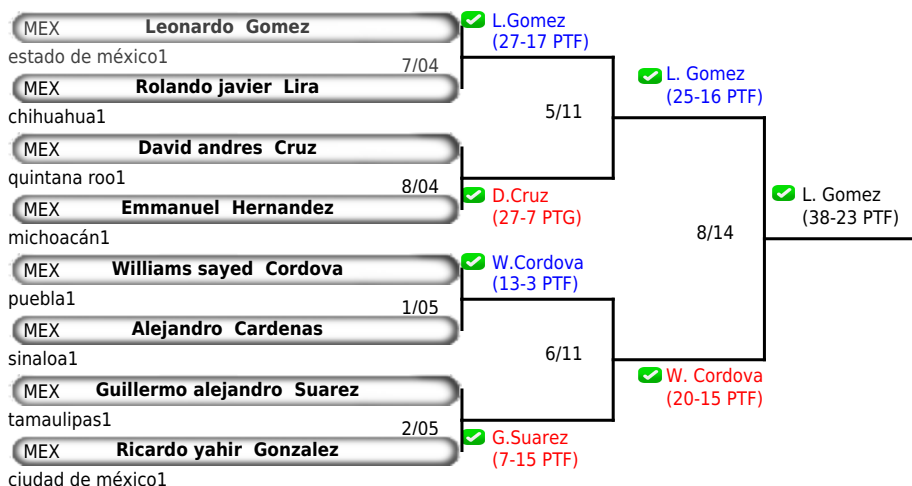 MEX Leonardo Gomez
estado de méxico1
7/04
MEX Rolando javier Lira
chihuahua1
MEX David andres Cruz
quintana roo1
8/04
MEX Emmanuel Hernandez
michoacán1
MEX Williams sayed Cordova
puebla1
1/05
MEX Alejandro Cardenas
sinaloa1
MEX Guillermo alejandro Suarez
tamaulipas1
2/05
MEX Ricardo yahir Gonzalez
ciudad de méxico1
L.Gomez
(27-17 PTF)
5/11
D.Cruz
(27-7 PTG)
W.Cordova
(13-3 PTF)
6/11
G.Suarez
(7-15 PTF)
L. Gomez
(25-16 PTF)
8/14
W. Cordova
(20-15 PTF)
L. Gomez
(38-23 PTF)